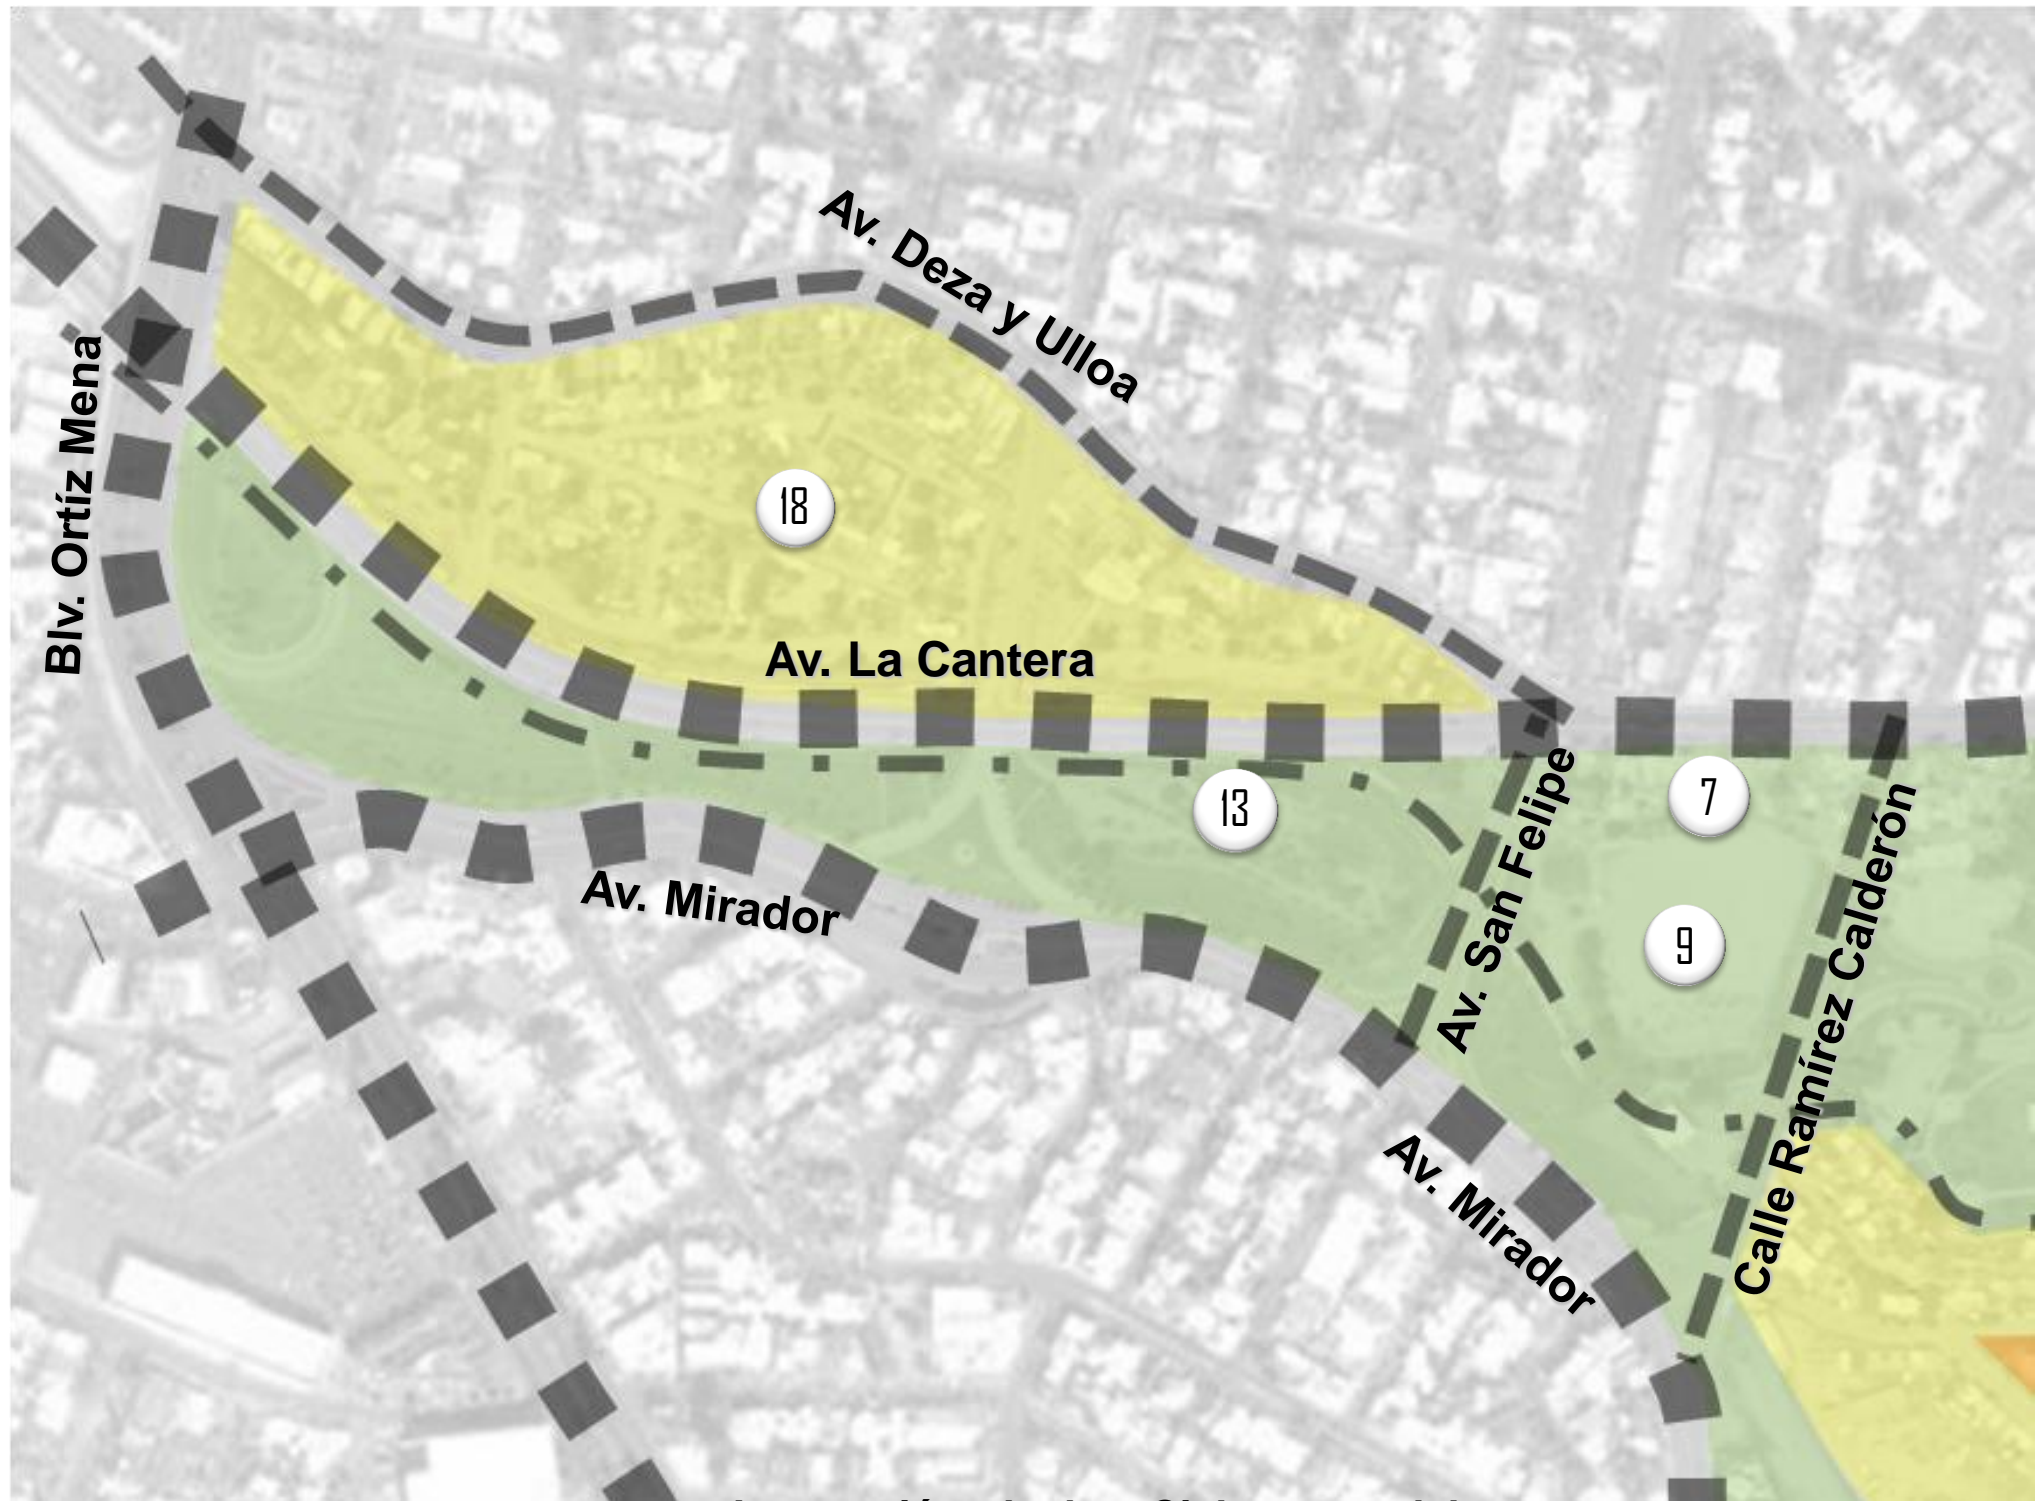 Av. Deza y Ulloa
Blv. Ortíz Mena
18
Av. La Cantera
13
7
Av. San Felipe
9
Calle Ramírez Calderón
Av. Mirador
Av. Mirador